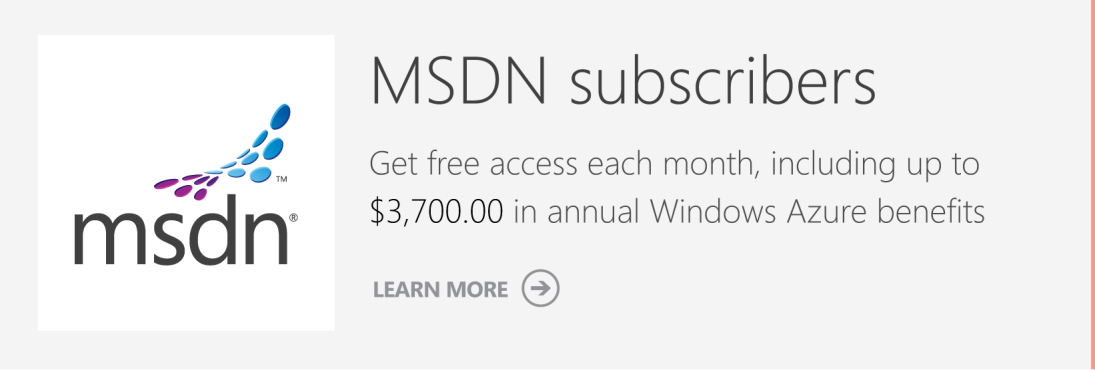 MSDN subscribers
msdn®
™
Get free access each month, including up to
$3,700.00 in annual Windows Azure benefits
LEARN MORE